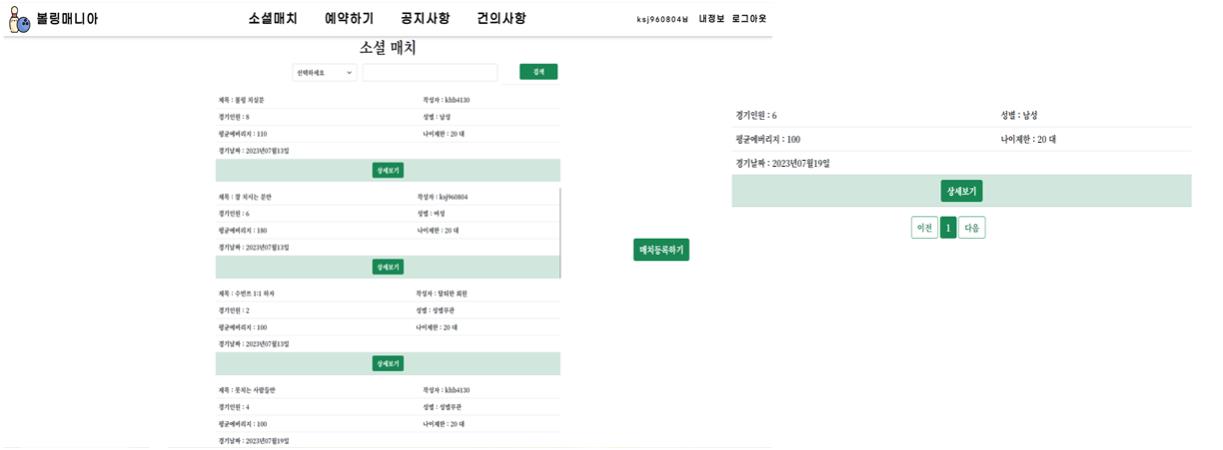 볼링매니아
소셜매치 예약하기 공지사항 건의사항
ksj960804님 내정보 로그아웃
소셜 매치
선택하세요
검색
제목 : 볼링 치실분 작성자 : khh4130
경기인원 : 8 성별 : 남성
평균에버리지 : 110 나이제한 : 20 대
경기날짜 : 2023년07월13일
상세보기
제목 : 잘 치시는 분만 작성자 : ksj960804
경기인원 : 6 성별 : 여성
평균에버리지 : 180 나이제한 : 20 대
경기날짜 : 2023년07월13일
상세보기
제목 : 수번프 1:1 하자 작성자 : 탈퇴한 회원
경기인원 : 2 성별 : 성별무관
평균에버리지 : 100 나이제한 : 20 대
경기날짜 : 2023년07월13일
상세보기
제목 : 못치는 사람들만 작성자 : khh4130
경기인원 : 4 성별 : 성별무관
평균에버리지 : 100 나이제한 : 20 대
경기날짜 : 2023년07월19일
매치등록하기
경기인원 : 6 성별 : 남성
평균에버리지 : 100 나이제한 : 20 대
경기날짜 : 2023년07월19일
상세보기
이전 1 다음